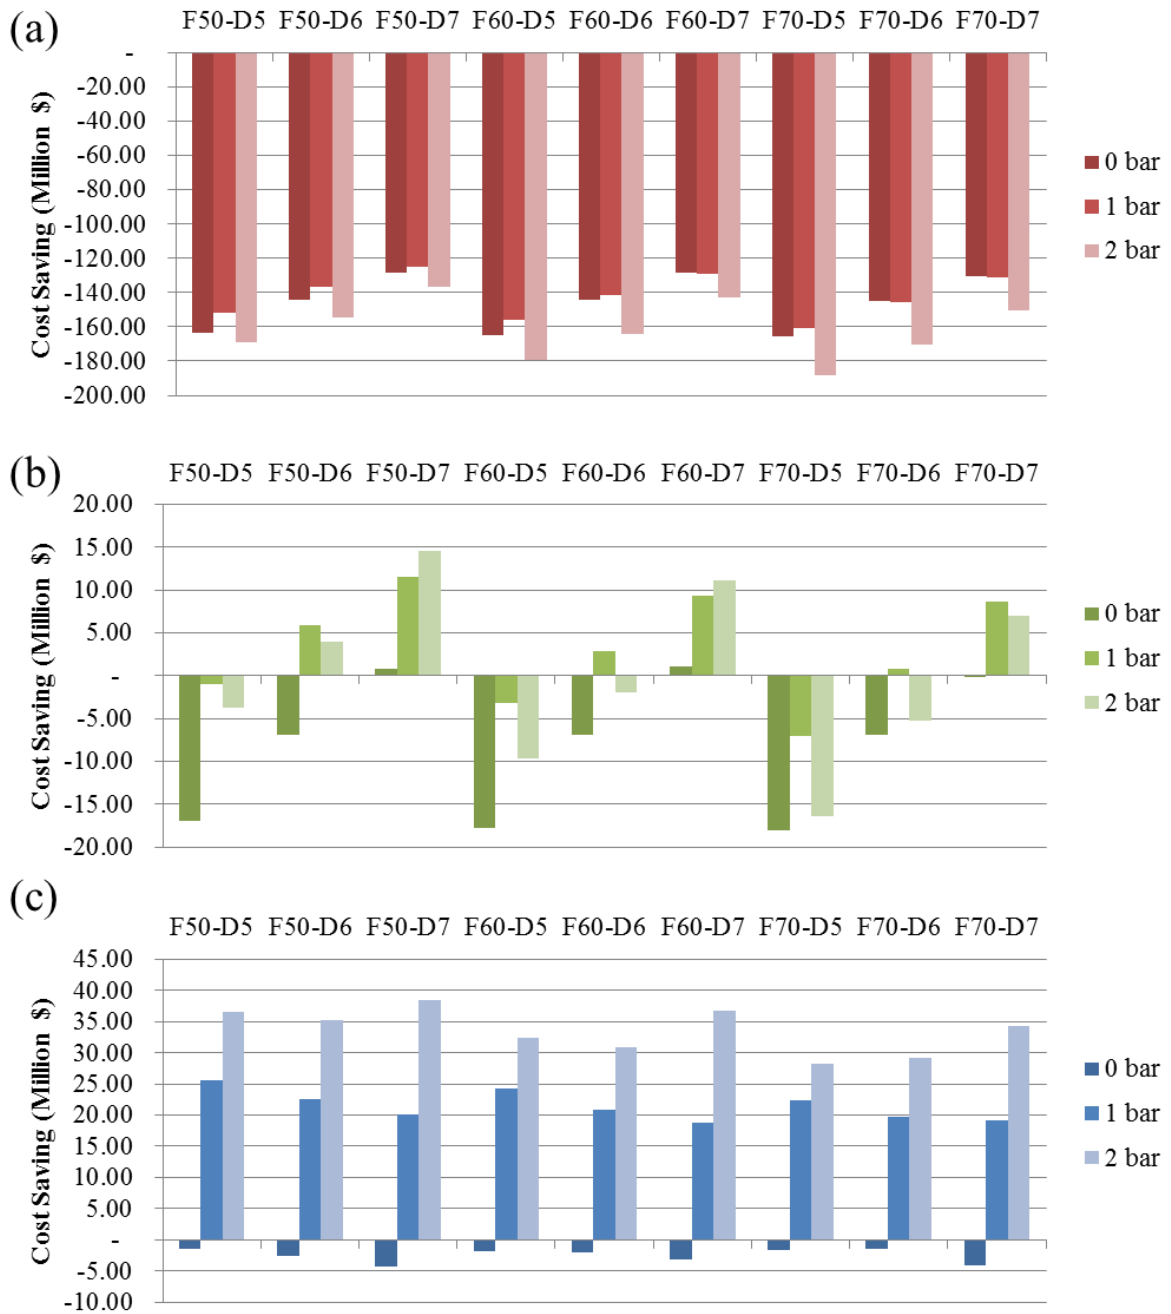 (a)
F50-D5 F50-D6 F50-D7 F60-D5 F60-D6 F60-D7 F70-D5 F70-D6 F70-D7
Cost Saving (Million $)
-
-20.00
-40.00
-60.00
-80.00
-100.00
-120.00
-140.00
-160.00
-180.00
-200.00
0 bar
1 bar
2 bar
(b)
F50-D5 F50-D6 F50-D7 F60-D5 F60-D6 F60-D7 F70-D5 F70-D6 F70-D7
Cost Saving (Million $)
20.00
15.00
10.00
5.00
-
-5.00
-10.00
-15.00
-20.00
0 bar
1 bar
2 bar
(c)
F50-D5 F50-D6 F50-D7 F60-D5 F60-D6 F60-D7 F70-D5 F70-D6 F70-D7
Cost Saving (Million $)
45.00
40.00
35.00
30.00
25.00
20.00
15.00
10.00
5.00
-
-5.00
-10.00
0 bar
1 bar
2 bar